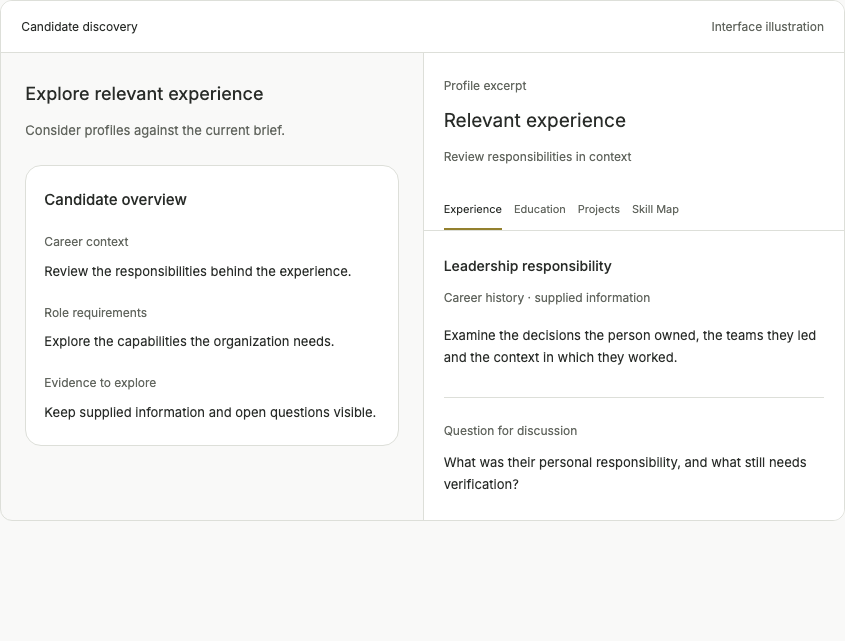 Candidate discovery
Interface illustration
Explore relevant experience
Consider profiles against the current brief.
Candidate overview
Career context
Review the responsibilities behind the experience.
Role requirements
Explore the capabilities the organization needs.
Evidence to explore
Keep supplied information and open questions visible.
Profile excerpt
Relevant experience
Review responsibilities in context
Experience Education Projects Skill Map
Leadership responsibility
Career history · supplied information
Examine the decisions the person owned, the teams they led
and the context in which they worked.
Question for discussion
What was their personal responsibility, and what still needs
verification?